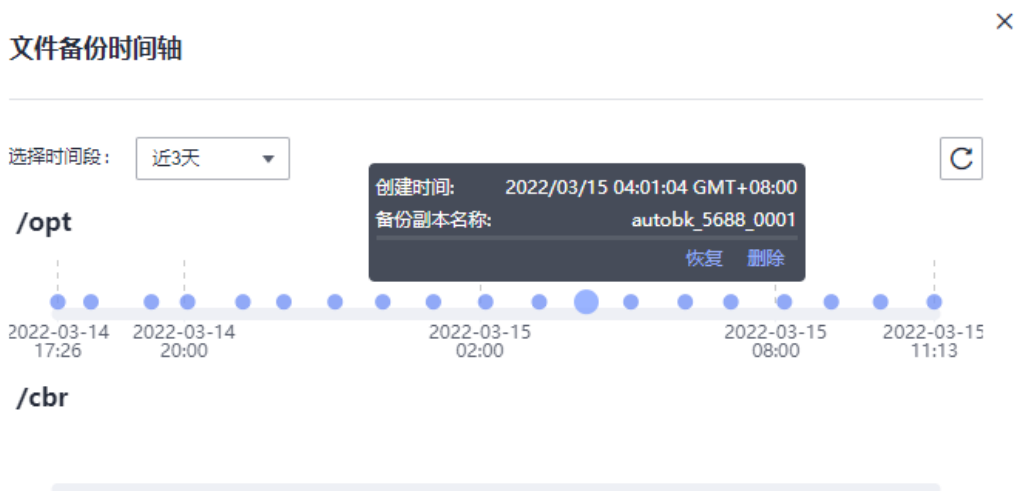 文件备份时间轴
选择时间段: 近3天
创建时间: 2022/03/15 04:01:04 GMT+08:00
备份副本名称: autobk_5688_0001
恢复 删除
/opt
2022-03-14 2022-03-14 2022-03-15 2022-03-15 2022-03-15
17:26 20:00 02:00 08:00 11:13
/cbr